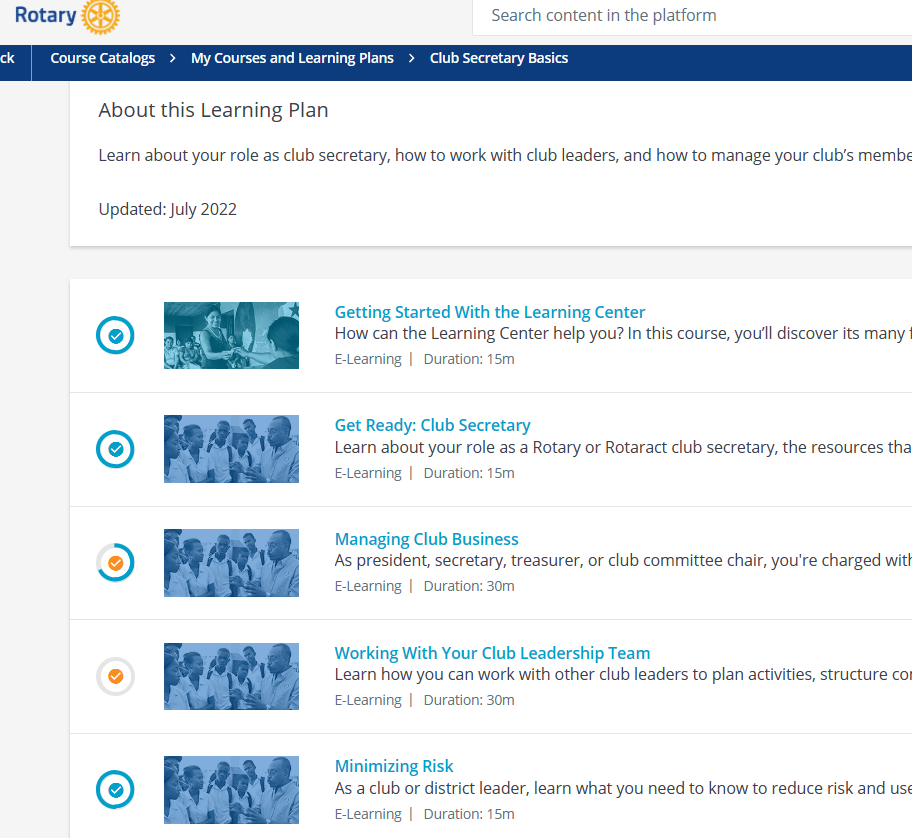 Rotary
Search content in the platform
ck
Course Catalogs > My Courses and Learning Plans > Club Secretary Basics
About this Learning Plan
Learn about your role as club secretary, how to work with club leaders, and how to manage your club’s membe
Updated: July 2022
Getting Started With the Learning Center
How can the Learning Center help you? In this course, you’ll discover its many f
E-Learning | Duration: 15m
Get Ready: Club Secretary
Learn about your role as a Rotary or Rotaract club secretary, the resources tha
E-Learning | Duration: 15m
Managing Club Business
As president, secretary, treasurer, or club committee chair, you're charged with
E-Learning | Duration: 30m
Working With Your Club Leadership Team
Learn how you can work with other club leaders to plan activities, structure co
E-Learning | Duration: 30m
Minimizing Risk
As a club or district leader, learn what you need to know to reduce risk and use
E-Learning | Duration: 15m